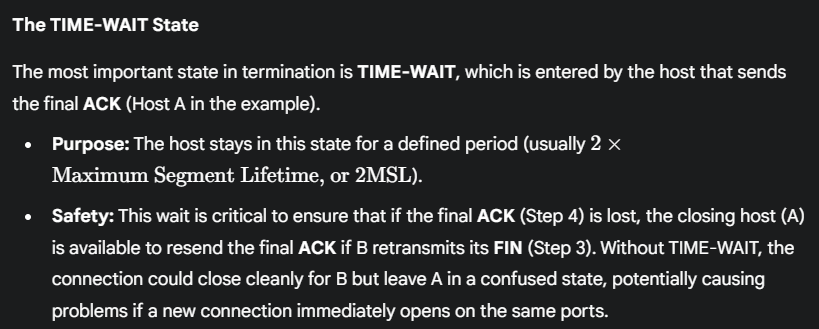 The TIME-WAIT State
The most important state in termination is TIME-WAIT, which is entered by the host that sends
the final ACK (Host A in the example).
• Purpose: The host stays in this state for a defined period (usually 2 ×
Maximum Segment Lifetime, or 2MSL).
• Safety: This wait is critical to ensure that if the final ACK (Step 4) is lost, the closing host (A)
is available to resend the final ACK if B retransmits its FIN (Step 3). Without TIME-WAIT, the
connection could close cleanly for B but leave A in a confused state, potentially causing
problems if a new connection immediately opens on the same ports.